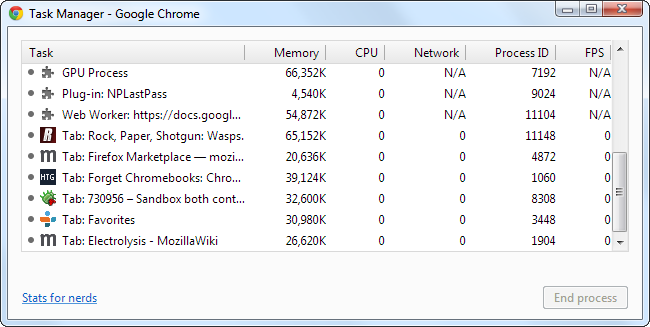 Task Manager - Google Chrome
Task Memory CPU Network Process ID FPS
GPU Process 66,352K 0 N/A 7192 N/A
Plug-in: NPLastPass 4,540K 0 N/A 9024 N/A
Web Worker: https://docs.googl... 54,872K 0 N/A 11104 N/A
R Tab: Rock, Paper, Shotgun: Wasps. 65,152K 0 0 11148 0
m Tab: Firefox Marketplace — mozi... 20,636K 0 0 4872 0
HTG Tab: Forget Chromebooks: Chro... 39,124K 0 0 1060 0
Tab: 730956 – Sandbox both cont... 32,600K 0 0 8308 0
Tab: Favorites 30,980K 0 0 3448 0
m Tab: Electrolysis - MozillaWiki 26,620K 0 0 1904 0
Stats for nerds End process